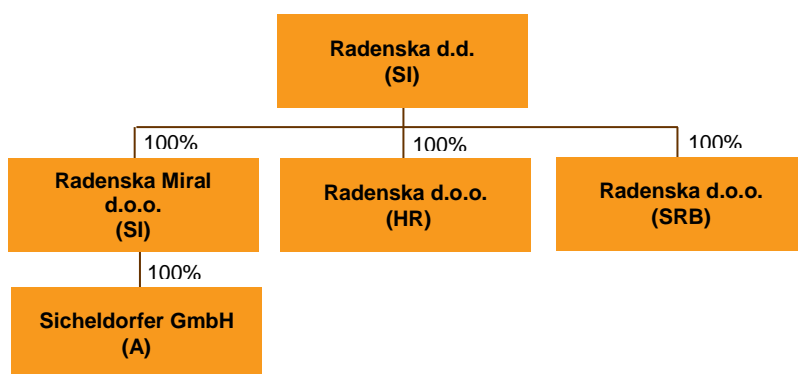 Radenska d.d.
(SI)
100%
100%
100%
Radenska Miral
d.o.o.
(SI)
Radenska d.o.o.
(HR)
Radenska d.o.o.
(SRB)
100%
Sicheldorfer GmbH
(A)